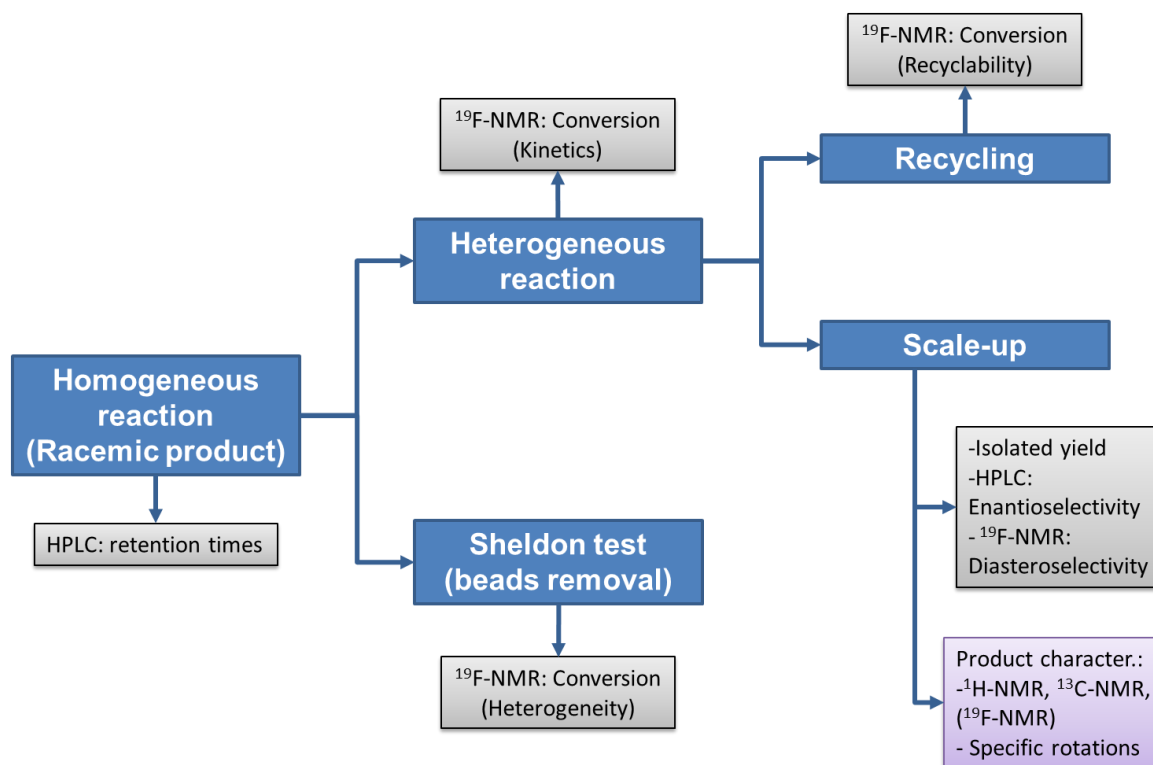 ¹⁹F-NMR: Conversion
(Recyclability)
¹⁹F-NMR: Conversion
(Kinetics)
Recycling
Heterogeneous
reaction
Scale-up
Homogeneous
reaction
(Racemic product)
HPLC: retention times
Sheldon test
(beads removal)
¹⁹F-NMR: Conversion
(Heterogeneity)
-Isolated yield
-HPLC:
Enantioselectivity
- ¹⁹F-NMR:
Diasteroselectivity
Product character.:
-¹H-NMR, ¹³C-NMR,
(¹⁹F-NMR)
- Specific rotations